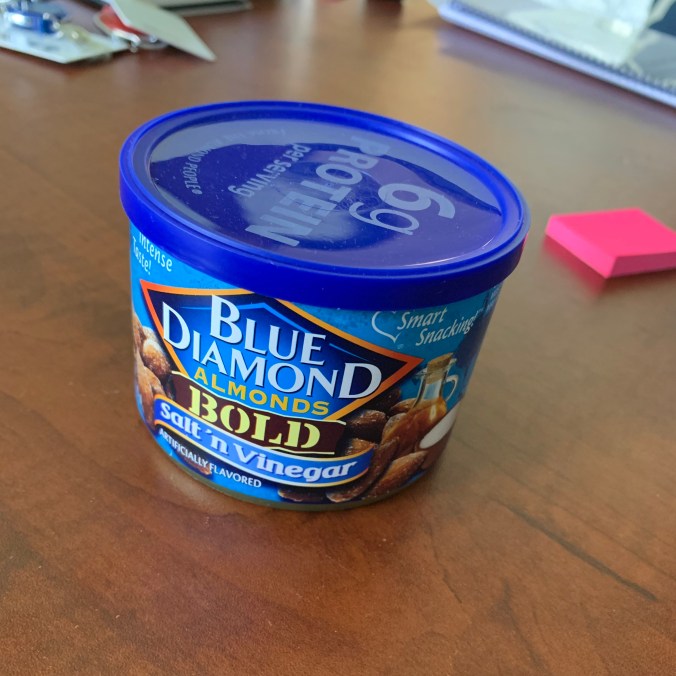 6g
PROTEIN
per serving
Intense
Taste!
Smart
Snacking!
BLUE
DIAMOND
ALMONDS
BOLD
Salt 'n Vinegar
ARTIFICIALLY FLAVORED